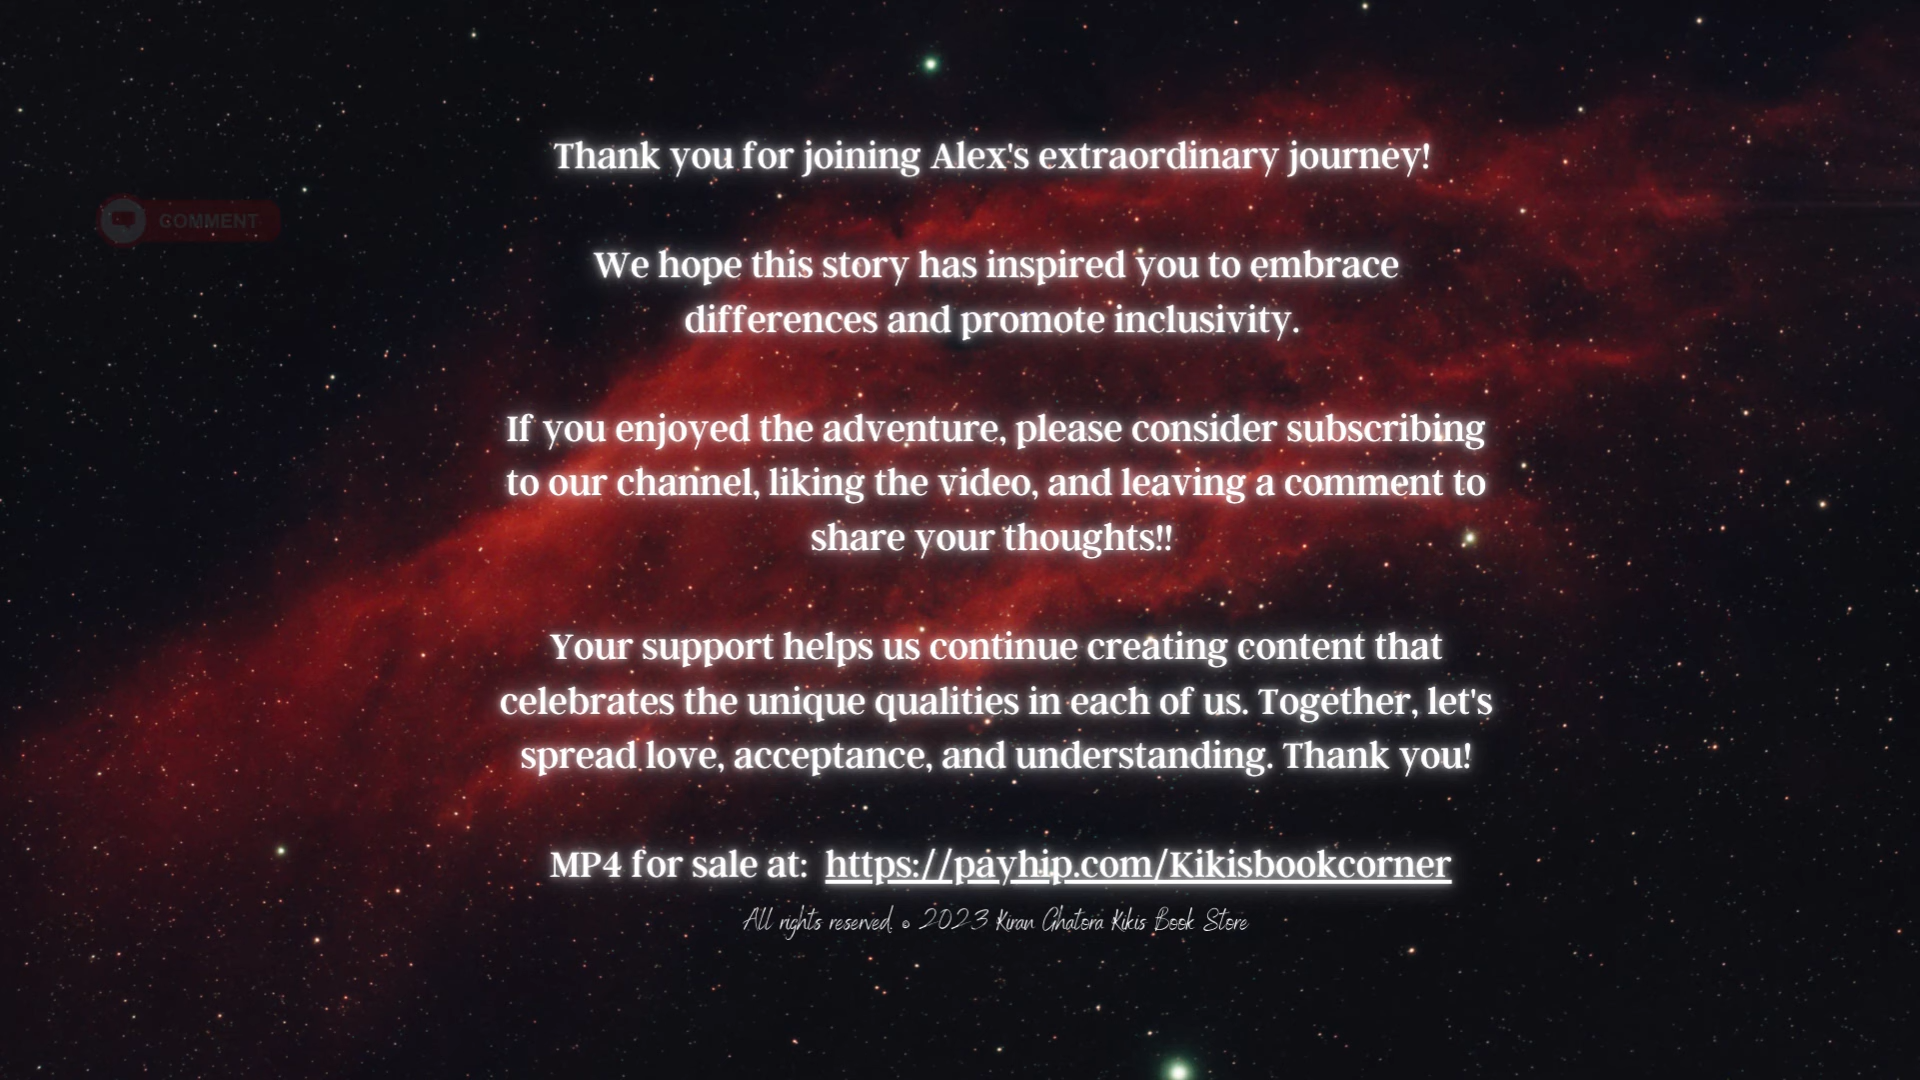 Thank you for joining Alex's extraordinary journey!
COMMENT
We hope this story has inspired you to embrace
differences and promote inclusivity.
If you enjoyed the adventure, please consider subscribing
to our channel, liking the video, and leaving a comment to
share your thoughts!!
Your support helps us continue creating content that
celebrates the unique qualities in each of us. Together, let's
spread love, acceptance, and understanding. Thank you!
MP4 for sale at: https://payhip.com/Kikisbookcorner
All rights reserved. © 2023 Kiran Ghatora Kikis Book Store